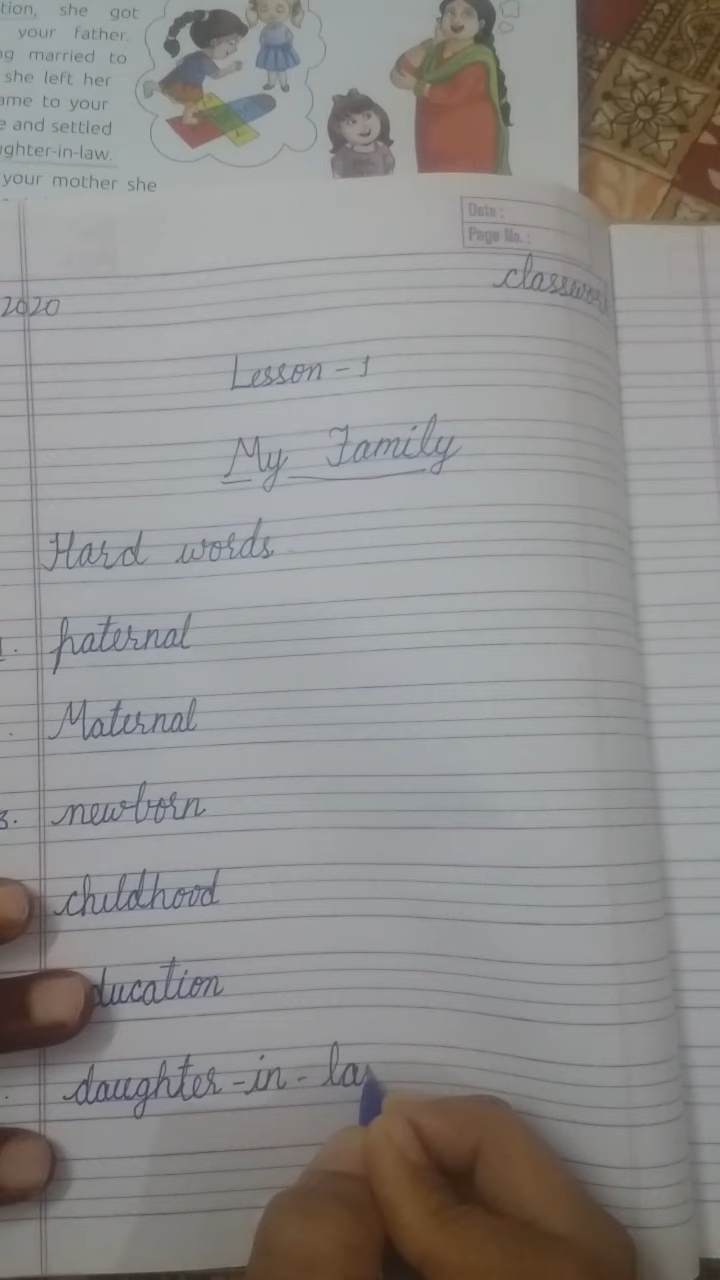 tion, she got
your father.
married to
she left her
ame to your
and settled
ghter-in-law.
your mother she
Date:
Page No.:
classwor
2020
Lesson - 1
My Family
Hard words
1. paternal
. Maternal
3. newborn
childhood
ducation
. daughter-in-la